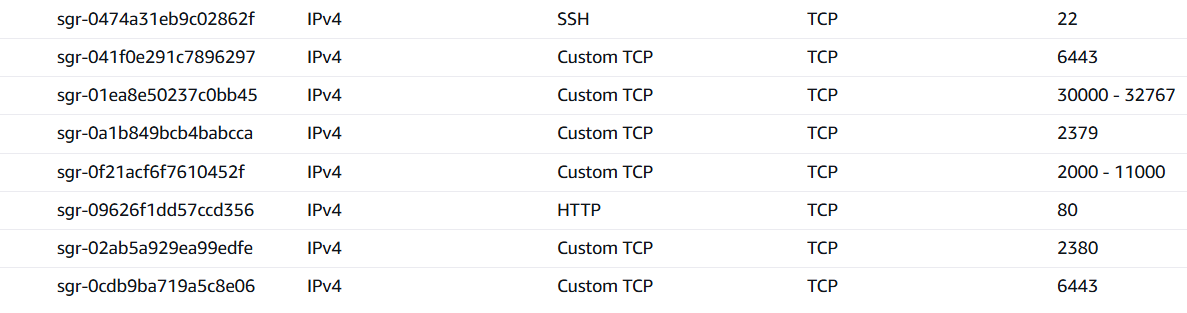 sgr-0474a31eb9c02862f IPv4 SSH TCP 22
sgr-041f0e291c7896297 IPv4 Custom TCP TCP 6443
sgr-01ea8e50237c0bb45 IPv4 Custom TCP TCP 30000 - 32767
sgr-0a1b849bcb4babcca IPv4 Custom TCP TCP 2379
sgr-0f21acf6f7610452f IPv4 Custom TCP TCP 2000 - 11000
sgr-09626f1dd57ccd356 IPv4 HTTP TCP 80
sgr-02ab5a929ea99edfe IPv4 Custom TCP TCP 2380
sgr-0cdb9ba719a5c8e06 IPv4 Custom TCP TCP 6443